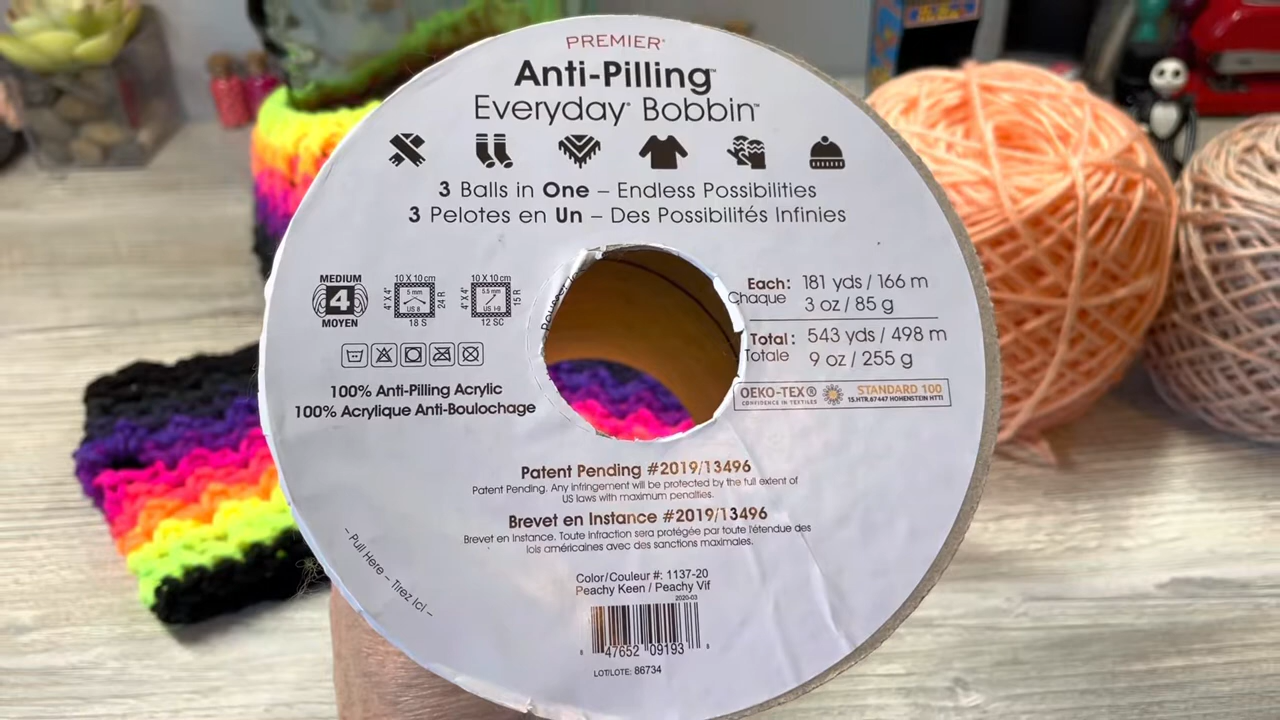 PREMIER®
Anti-Pilling™
Everyday® Bobbin™
3 Balls in One – Endless Possibilities
3 Pelotes en Un – Des Possibilités Infinies
MEDIUM
4
MOYEN
10 X 10 cm
4" X 4"
5 mm
US 8
24 R
18 S
10 X 10 cm
4" X 4"
5.5 mm
US I-9
15 R
12 SC
100% Anti-Pilling Acrylic
100% Acrylique Anti-Boulochage
Each: 181 yds / 166 m
Chaque 3 oz / 85 g
Total: 543 yds / 498 m
Totale 9 oz / 255 g
OEKO-TEX®
CONFIDENCE IN TEXTILES
STANDARD 100
15.HTR.67447 HOHENSTEIN HTTI
Patent Pending #2019/13496
Patent Pending. Any infringement will be protected by the full extent of
US laws with maximum penalties.
Brevet en Instance #2019/13496
Brevet en Instance. Toute infraction sera protégée par toute l'étendue des
lois américaines avec des sanctions maximales.
– Pull Here – Tirez Ici –
Color/Couleur #: 1137-20
Peachy Keen / Peachy Vif
2020-03
47652 09193
LOT/LOTE: 86734